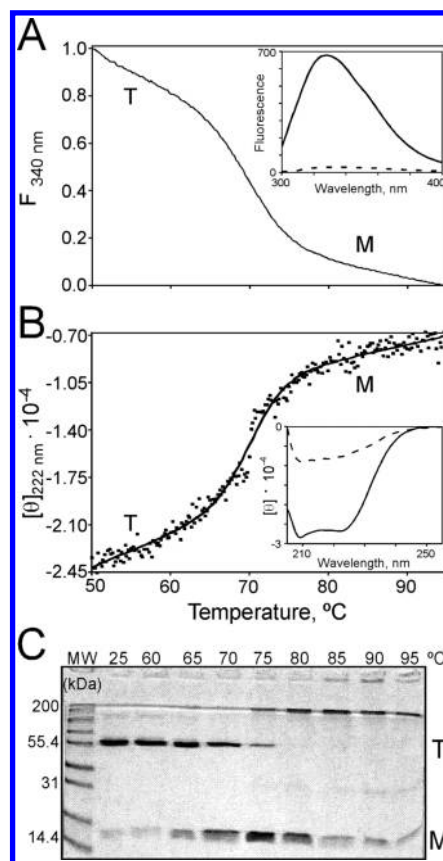 A
1.0
0.8
0.6
0.4
0.2
0.0
F 340 nm
T
M
700
0
Fluorescence
300
400
Wavelength, nm
B
-0.70
-1.05
-1.40
-1.75
-2.10
-2.45
[θ]222 nm · 10-4
T
M
0
-3
[θ] · 10-4
210
250
Wavelength, nm
50
60
70
80
90
Temperature, ºC
C
MW 25 60 65 70 75 80 85 90 95 ºC
(kDa)
200
55.4
T
31
14.4
M